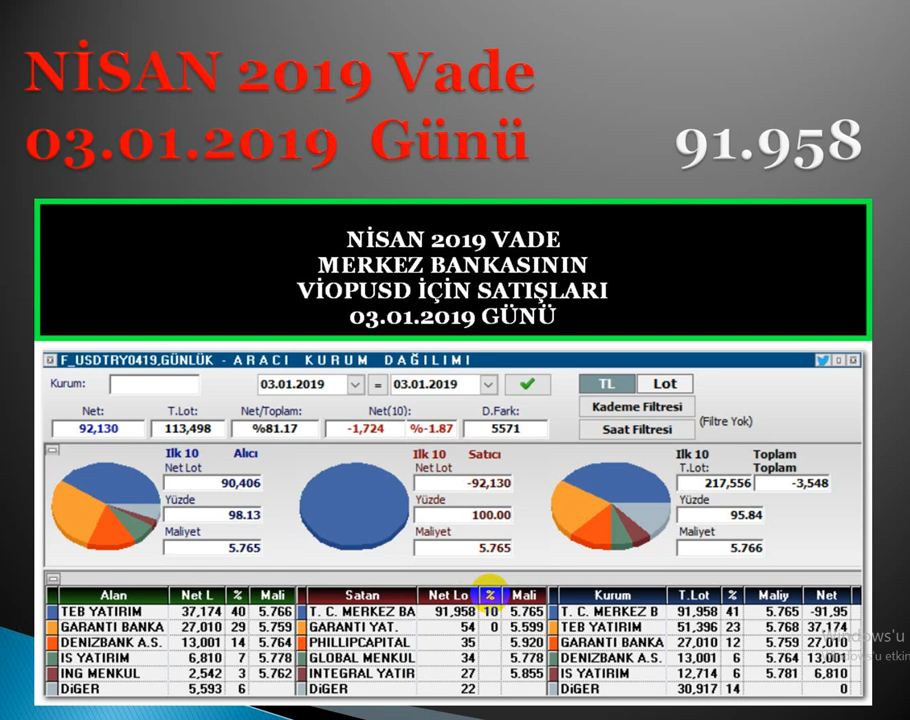 NİSAN 2019 Vade
03.01.2019 Günü 91.958
NİSAN 2019 VADE
MERKEZ BANKASININ
VİOPUSD İÇİN SATIŞLARI
03.01.2019 GÜNÜ
F_USDTRY0419,GÜNLÜK - ARACI KURUM DAĞILIMI
Kurum: 03.01.2019 = 03.01.2019 TL Lot
Kademe Filtresi
Saat Filtresi (Filtre Yok)
Net: T.Lot: Net/Toplam: Net(10): D.Fark:
92,130 113,498 %81.17 -1,724 %-1.87 5571
Ilk 10 Alıcı
Net Lot
90,406
Yüzde
98.13
Maliyet
5.765
Ilk 10 Satıcı
Net Lot
-92,130
Yüzde
100.00
Maliyet
5.765
Ilk 10 Toplam
T.Lot: Toplam
217,556 -3,548
Yüzde
95.84
Maliyet
5.766
Alan Net L % Mali Satan Net Lo % Mali Kurum T.Lot % Maliy Net
TEB YATIRIM 37,174 40 5.766 T. C. MERKEZ BA 91,958 10 5.765 T. C. MERKEZ B 91,958 41 5.765 -91,95
GARANTI BANKA 27,010 29 5.759 GARANTI YAT. 54 0 5.599 TEB YATIRIM 51,396 23 5.768 37,174
DENIZBANK A.S. 13,001 14 5.764 PHILLIPCAPITAL 35 5.920 GARANTI BANKA 27,010 12 5.759 27,010
IS YATIRIM 6,810 7 5.778 GLOBAL MENKUL 34 5.778 DENIZBANK A.S. 13,001 6 5.764 13,001
ING MENKUL 2,542 3 5.762 INTEGRAL YATIR 27 5.855 IS YATIRIM 12,714 6 5.781 6,810
DiGER 5,593 6 DiGER 22 DiGER 30,917 14 0
Windows'u
Windows'u etkin